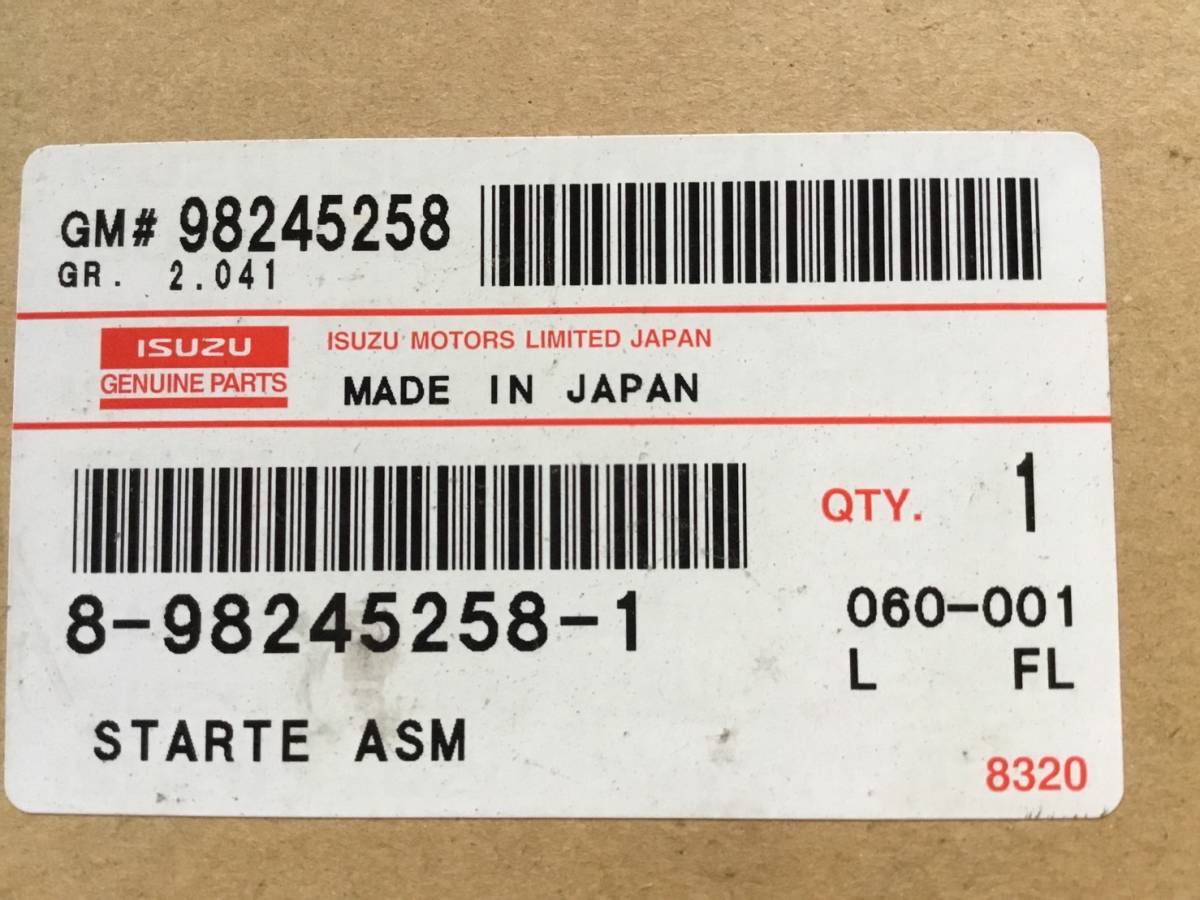 GM# 98245258
GR. 2.041
ISUZU
GENUINE PARTS
ISUZU MOTORS LIMITED JAPAN
MADE IN JAPAN
QTY. 1
8-98245258-1
060-001
L FL
STARTE ASM
8320